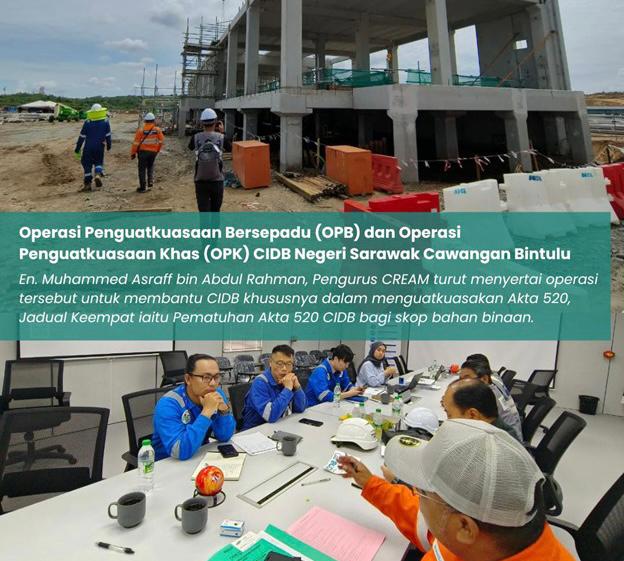 Operasi Penguatkuasaan Bersepadu (OPB) dan Operasi
Penguatkuasaan Khas (OPK) CIDB Negeri Sarawak Cawangan Bintulu
En. Muhammed Asraff bin Abdul Rahman, Pengurus CREAM turut menyertai operasi
tersebut untuk membantu CIDB khususnya dalam menguatkuasakan Akta 520,
Jadual Keempat iaitu Pematuhan Akta 520 CIDB bagi skop bahan binaan.